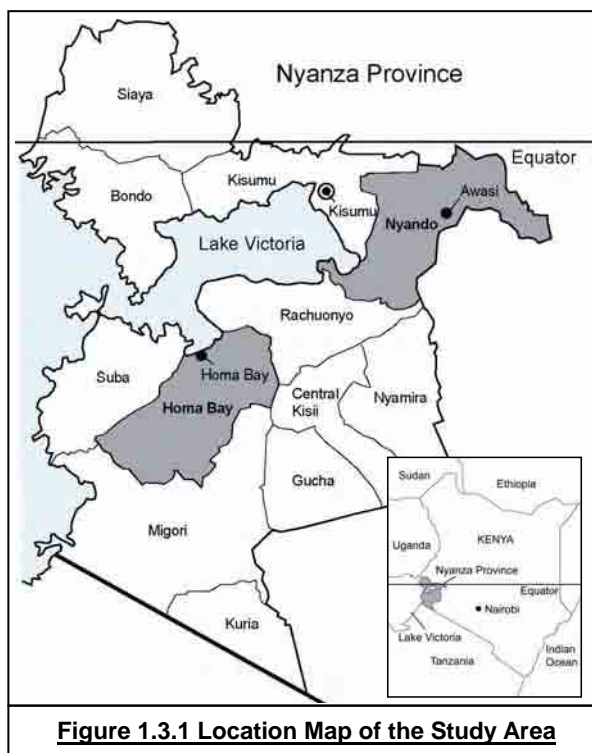 Nyanza Province
Siaya
Equator
Bondo
Kisumu
Kisumu
Awasi
Nyando
Lake Victoria
Rachuonyo
Homa Bay
Suba
Homa Bay
Central
Kisii
Nyamira
Gucha
Migori
Kuria
Sudan
Ethiopia
Uganda
KENYA
Nyanza Province
Equator
Nairobi
Lake Victoria
Tanzania
Indian
Ocean
Figure 1.3.1 Location Map of the Study Area